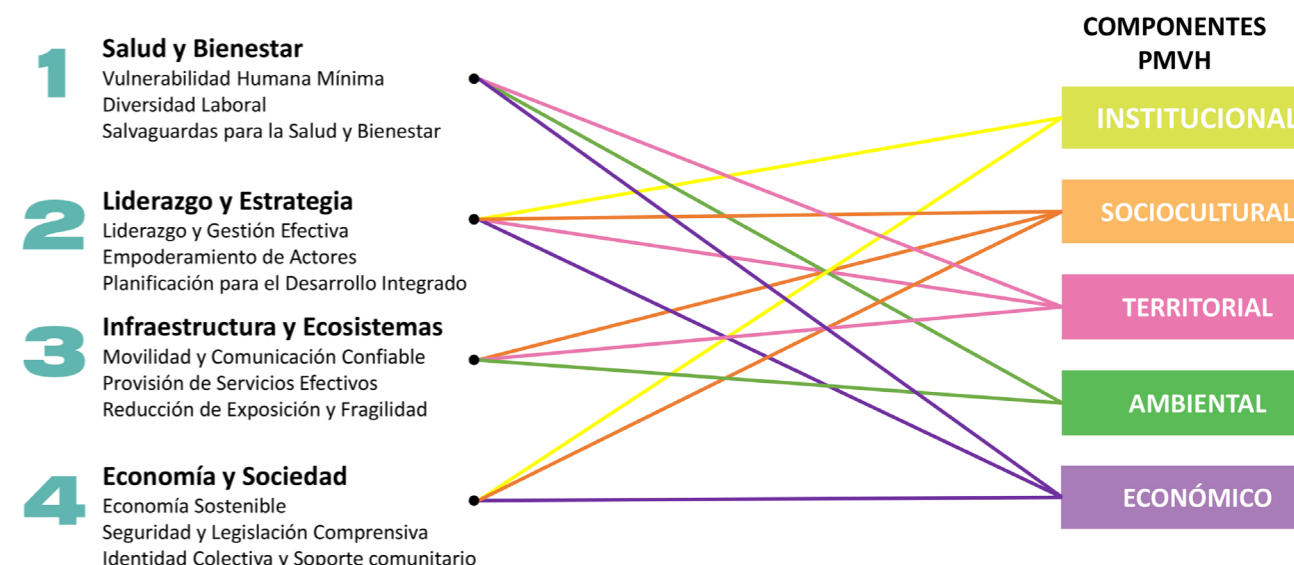 1
Salud y Bienestar
Vulnerabilidad Humana Mínima
Diversidad Laboral
Salvaguardas para la Salud y Bienestar
2
Liderazgo y Estrategia
Liderazgo y Gestión Efectiva
Empoderamiento de Actores
Planificación para el Desarrollo Integrado
3
Infraestructura y Ecosistemas
Movilidad y Comunicación Confiable
Provisión de Servicios Efectivos
Reducción de Exposición y Fragilidad
4
Economía y Sociedad
Economía Sostenible
Seguridad y Legislación Comprensiva
Identidad Colectiva y Soporte comunitario
COMPONENTES
PMVH
INSTITUCIONAL
SOCIOCULTURAL
TERRITORIAL
AMBIENTAL
ECONÓMICO